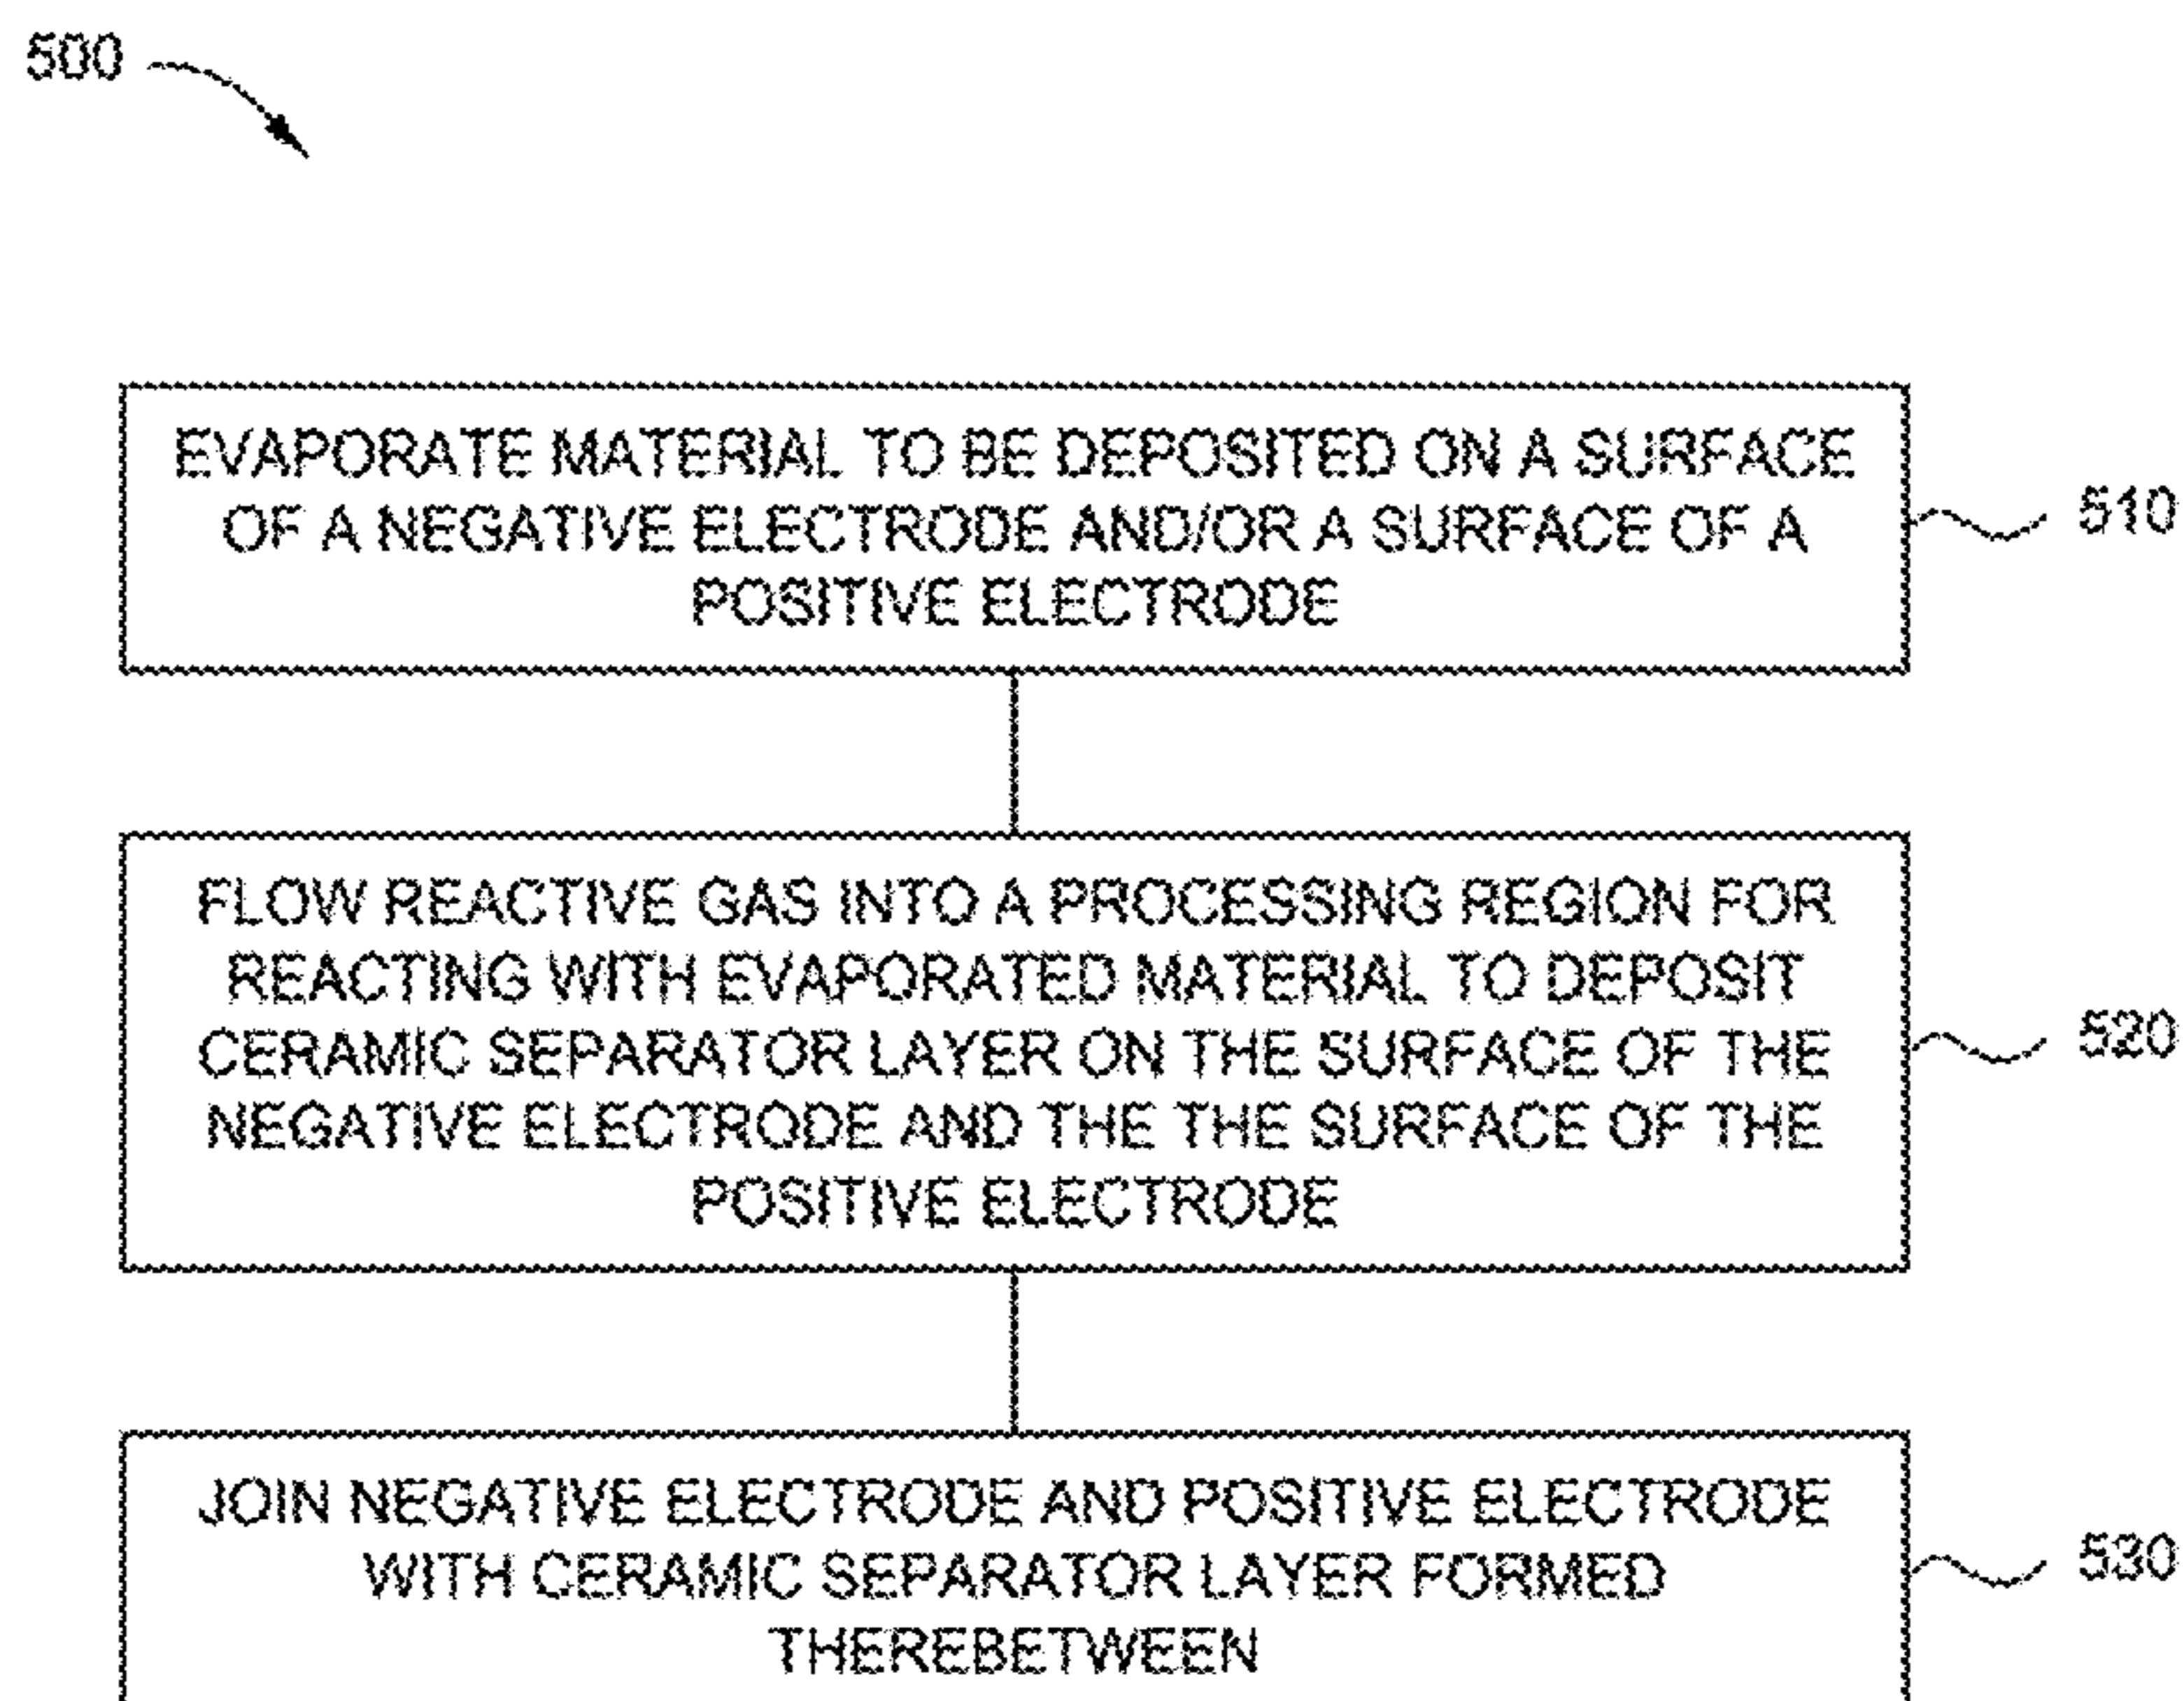 500
EVAPORATE MATERIAL TO BE DEPOSITED ON A SURFACE
OF A NEGATIVE ELECTRODE AND/OR A SURFACE OF A
POSITIVE ELECTRODE
510
FLOW REACTIVE GAS INTO A PROCESSING REGION FOR
REACTING WITH EVAPORATED MATERIAL TO DEPOSIT
CERAMIC SEPARATOR LAYER ON THE SURFACE OF THE
NEGATIVE ELECTRODE AND THE THE SURFACE OF THE
POSITIVE ELECTRODE
520
JOIN NEGATIVE ELECTRODE AND POSITIVE ELECTRODE
WITH CERAMIC SEPARATOR LAYER FORMED
THEREBETWEEN
530